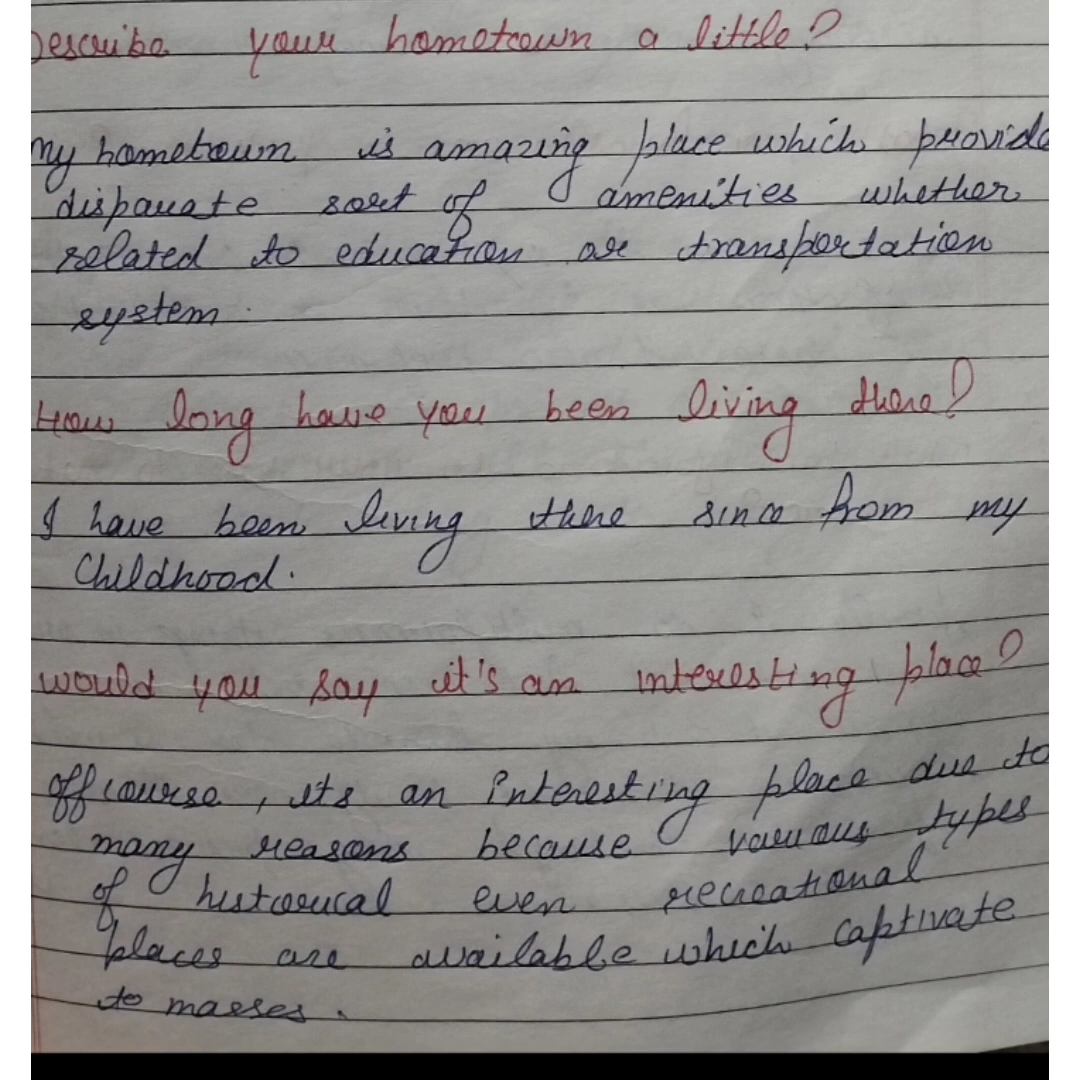 Describe your hometown a little?
My hometown is amazing place which provide
disparate sort of amenities whether
related to education or transportation
system.
How long have you been living there?
I have been living there since from my
Childhood.
would you say it's an interesting place?
Off course, its an interesting place due to
many reasons because various types
of historical even recreational
places are available which captivate
to masses.